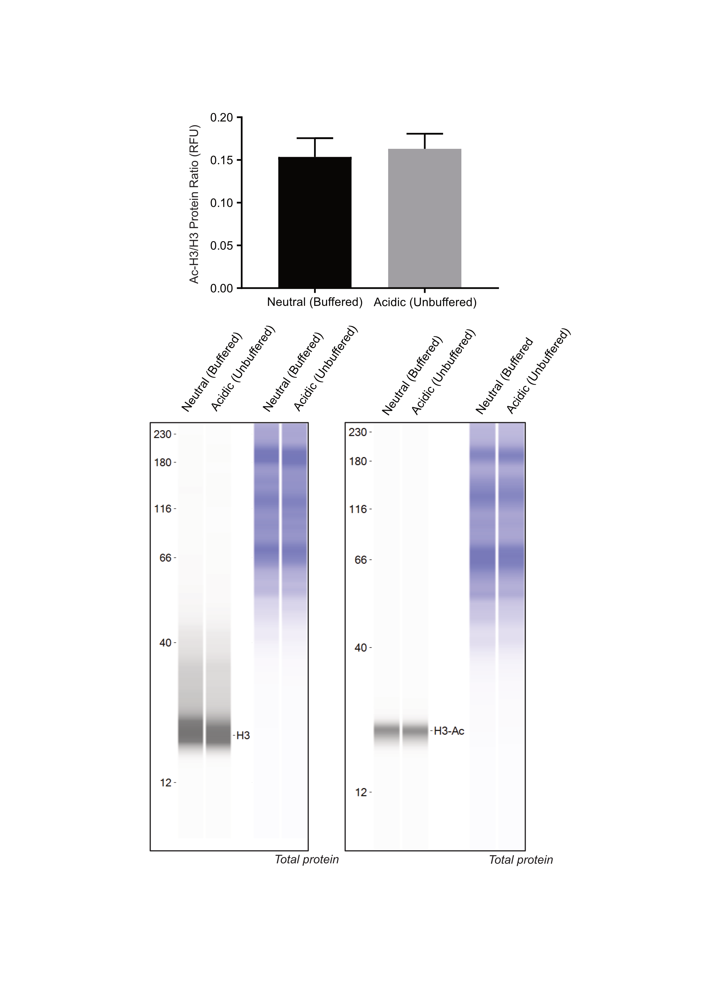 Ac-H3/H3 Protein Ratio (RFU)
0.20
0.15
0.10
0.05
0.00
Neutral (Buffered)
Acidic (Unbuffered)
Neutral (Buffered)
Acidic (Unbuffered)
Neutral (Buffered)
Acidic (Unbuffered)
Neutral (Buffered)
Acidic (Unbuffered)
Neutral (Buffered
Acidic (Unbuffered)
230
180
116
66
40
H3
12
Total protein
230
180
116
66
40
H3-Ac
12
Total protein